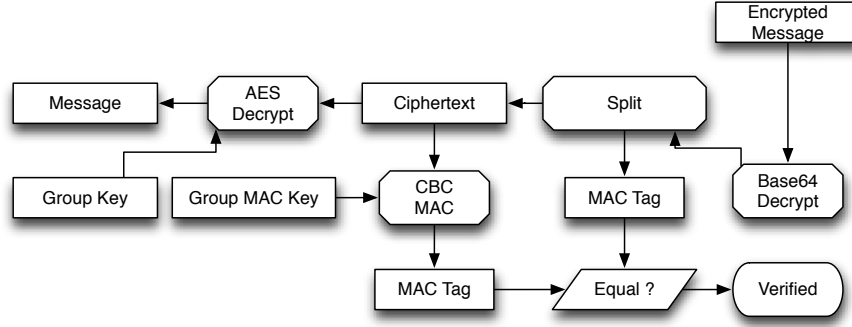 Encrypted
Message
Message
AES
Decrypt
Ciphertext
Split
Group Key
Group MAC Key
CBC
MAC
MAC Tag
Base64
Decrypt
MAC Tag
Equal ?
Verified